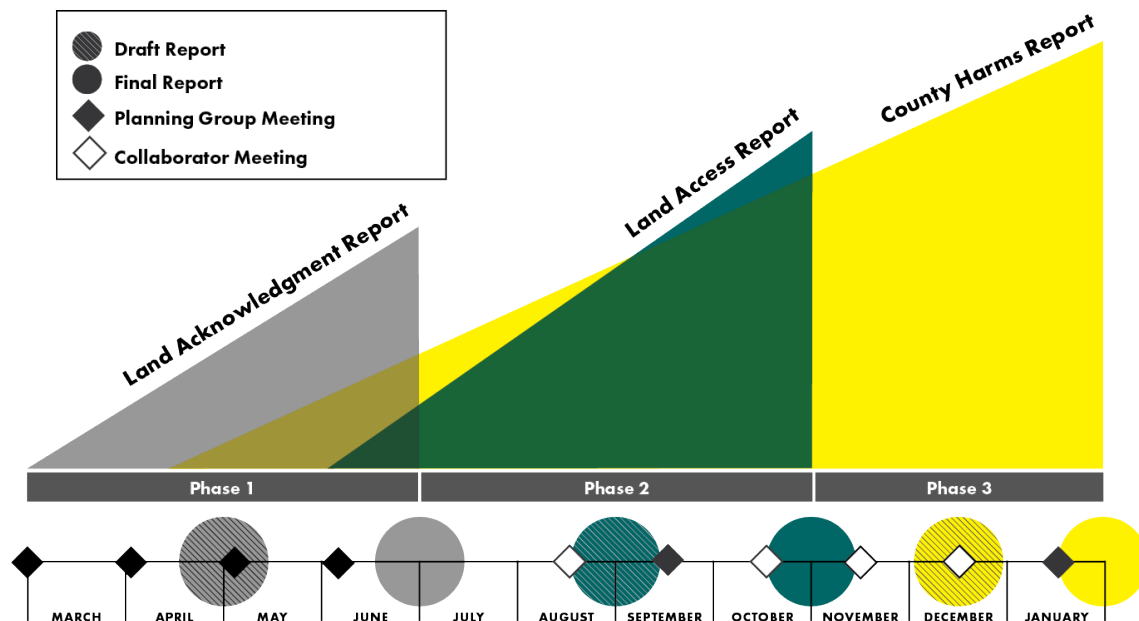 Draft Report
Final Report
Planning Group Meeting
Collaborator Meeting
Land Acknowledgment Report
Land Access Report
County Harms Report
Phase 1
Phase 2
Phase 3
MARCH
APRIL
MAY
JUNE
JULY
AUGUST
SEPTEMBER
OCTOBER
NOVEMBER
DECEMBER
JANUARY